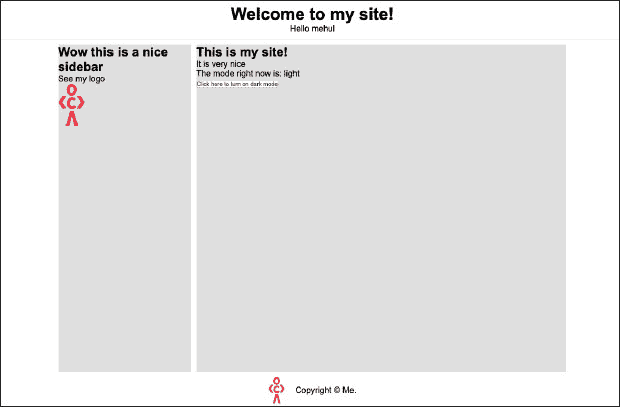 Welcome to my site!
Hello mehul
Wow this is a nice
sidebar
See my logo
This is my site!
It is very nice
The mode right now is: light
Click here to turn on dark mode
Copyright © Me.